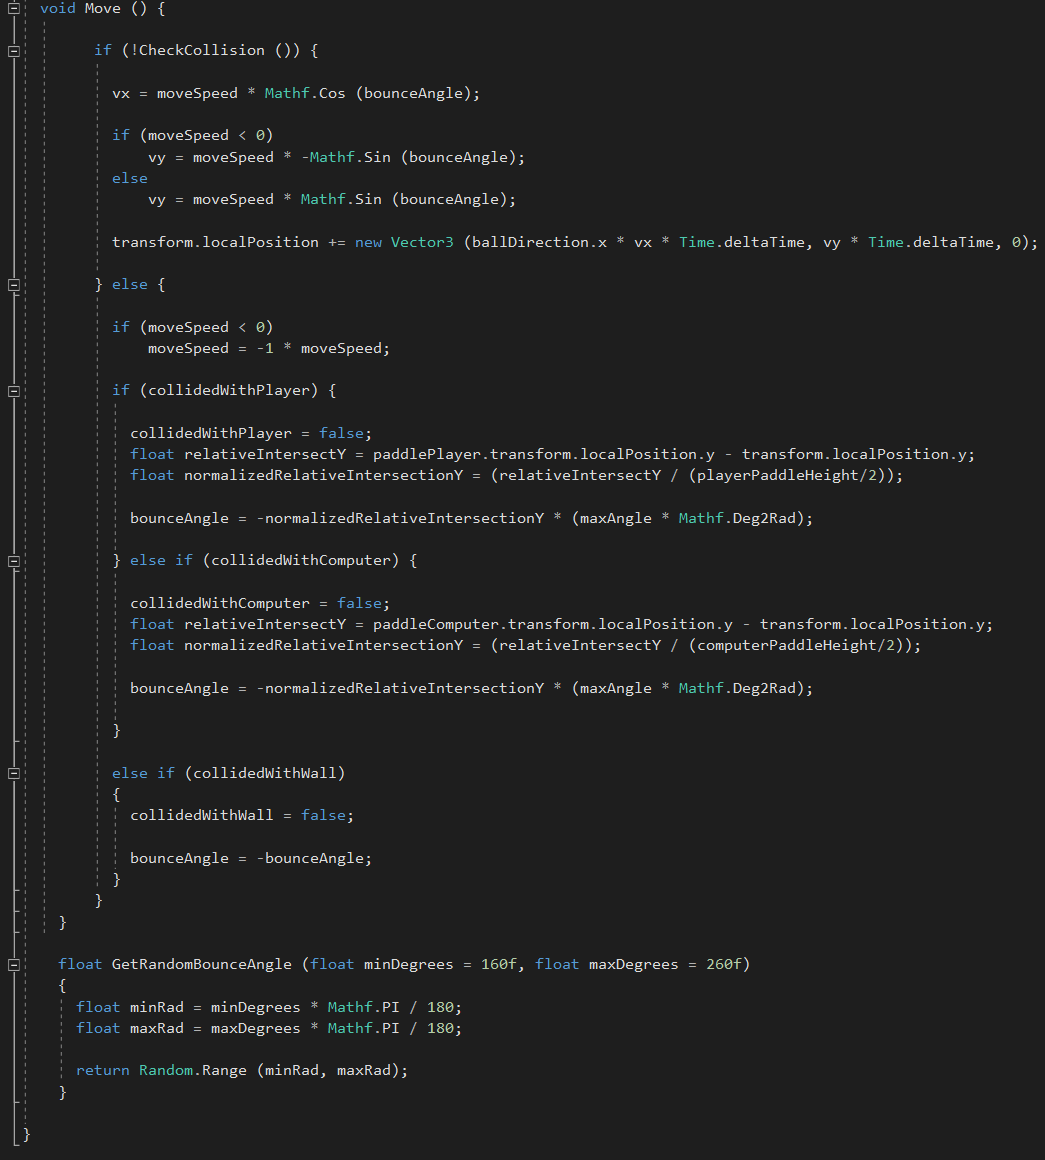 void Move () {
if (!CheckCollision ()) {
vx = moveSpeed * Mathf.Cos (bounceAngle);
if (moveSpeed < 0)
vy = moveSpeed * -Mathf.Sin (bounceAngle);
else
vy = moveSpeed * Mathf.Sin (bounceAngle);
transform.localPosition += new Vector3 (ballDirection.x * vx * Time.deltaTime, vy * Time.deltaTime, 0);
} else {
if (moveSpeed < 0)
moveSpeed = -1 * moveSpeed;
if (collidedWithPlayer) {
collidedWithPlayer = false;
float relativeIntersectY = paddlePlayer.transform.localPosition.y - transform.localPosition.y;
float normalizedRelativeIntersectionY = (relativeIntersectY / (playerPaddleHeight/2));
bounceAngle = -normalizedRelativeIntersectionY * (maxAngle * Mathf.Deg2Rad);
} else if (collidedWithComputer) {
collidedWithComputer = false;
float relativeIntersectY = paddleComputer.transform.localPosition.y - transform.localPosition.y;
float normalizedRelativeIntersectionY = (relativeIntersectY / (computerPaddleHeight/2));
bounceAngle = -normalizedRelativeIntersectionY * (maxAngle * Mathf.Deg2Rad);
}
else if (collidedWithWall)
{
collidedWithWall = false;
bounceAngle = -bounceAngle;
}
}
}
float GetRandomBounceAngle (float minDegrees = 160f, float maxDegrees = 260f)
{
float minRad = minDegrees * Mathf.PI / 180;
float maxRad = maxDegrees * Mathf.PI / 180;
return Random.Range (minRad, maxRad);
}
}